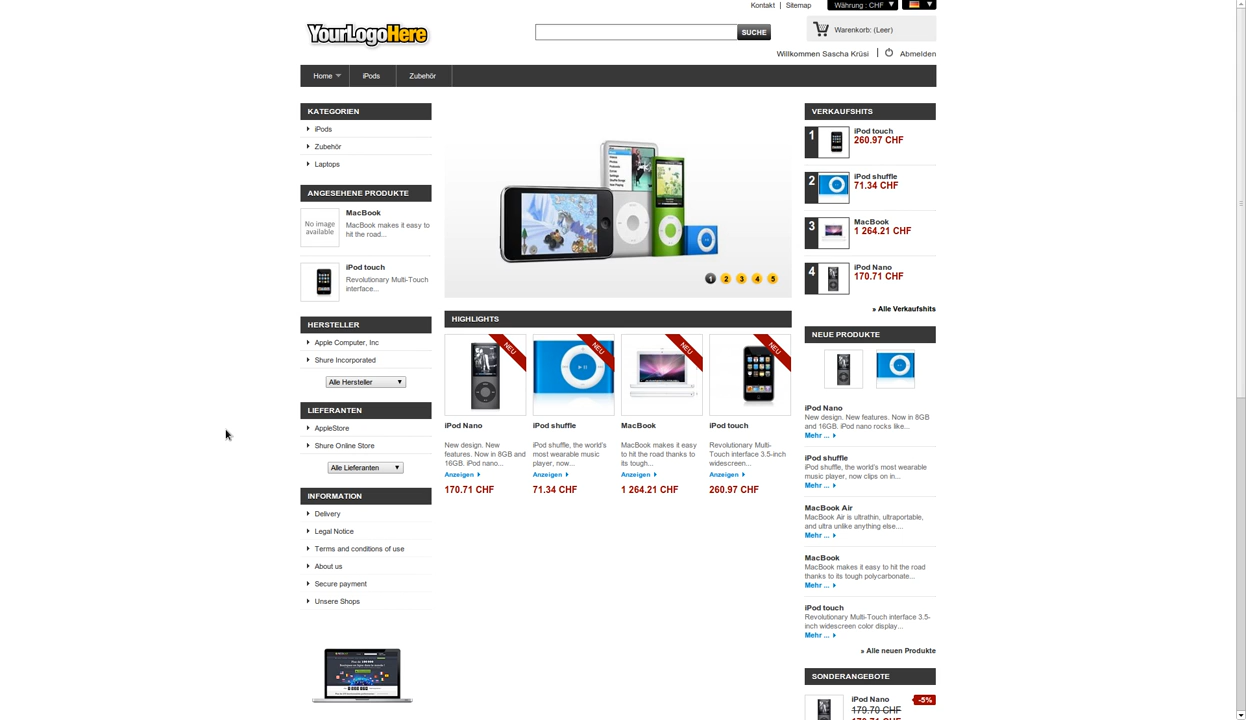 Kontakt | Sitemap
Währung : CHF
YourLogoHere
SUCHE
Warenkorb: (Leer)
Willkommen Sascha Krüsi | Abmelden
Home
iPods
Zubehör
KATEGORIEN
iPods
Zubehör
Laptops
ANGESEHENE PRODUKTE
No image
available
MacBook
MacBook makes it easy to
hit the road...
iPod touch
Revolutionary Multi-Touch
interface...
HERSTELLER
Apple Computer, Inc
Shure Incorporated
Alle Hersteller
LIEFERANTEN
AppleStore
Shure Online Store
Alle Lieferanten
INFORMATION
Delivery
Legal Notice
Terms and conditions of use
About us
Secure payment
Unsere Shops
1 2 3 4 5
HIGHLIGHTS
NEU
NEU
NEU
NEU
iPod Nano
New design. New
features. Now in 8GB and
16GB. iPod nano...
Anzeigen
170.71 CHF
iPod shuffle
iPod shuffle, the world's
most wearable music
player, now...
Anzeigen
71.34 CHF
MacBook
MacBook makes it easy
to hit the road thanks to
its tough...
Anzeigen
1 264.21 CHF
iPod touch
Revolutionary Multi-
Touch interface 3.5-inch
widescreen...
Anzeigen
260.97 CHF
VERKAUFSHITS
1
iPod touch
260.97 CHF
2
iPod shuffle
71.34 CHF
3
MacBook
1 264.21 CHF
4
iPod Nano
170.71 CHF
» Alle Verkaufshits
NEUE PRODUKTE
iPod Nano
New design. New features. Now in 8GB
and 16GB. iPod nano rocks like...
Mehr ...
iPod shuffle
iPod shuffle, the world's most wearable
music player, now clips on in...
Mehr ...
MacBook Air
MacBook Air is ultrathin, ultraportable,
and ultra unlike anything else....
Mehr ...
MacBook
MacBook makes it easy to hit the road
thanks to its tough polycarbonate...
Mehr ...
iPod touch
Revolutionary Multi-Touch interface 3.5-
inch widescreen color display...
Mehr ...
» Alle neuen Produkte
SONDERANGEBOTE
iPod Nano
-5%
179.70 CHF
170.71 CHF